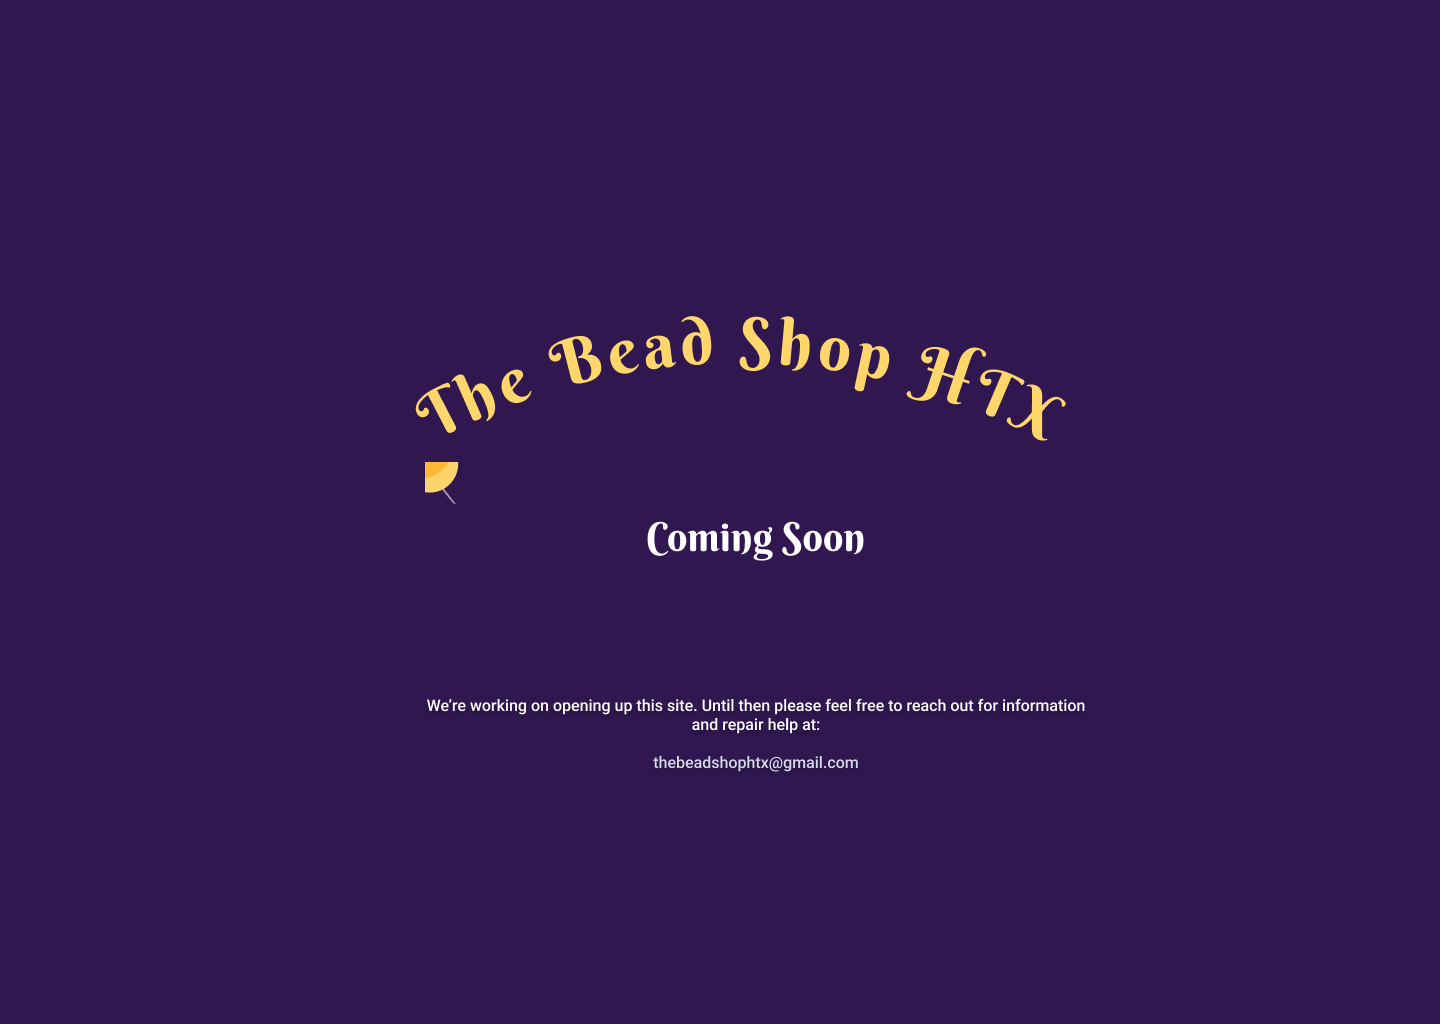 The Bead Shop HTX
Coming Soon
We’re working on opening up this site. Until then please feel free to reach out for information
and repair help at:
thebeadshophtx@gmail.com